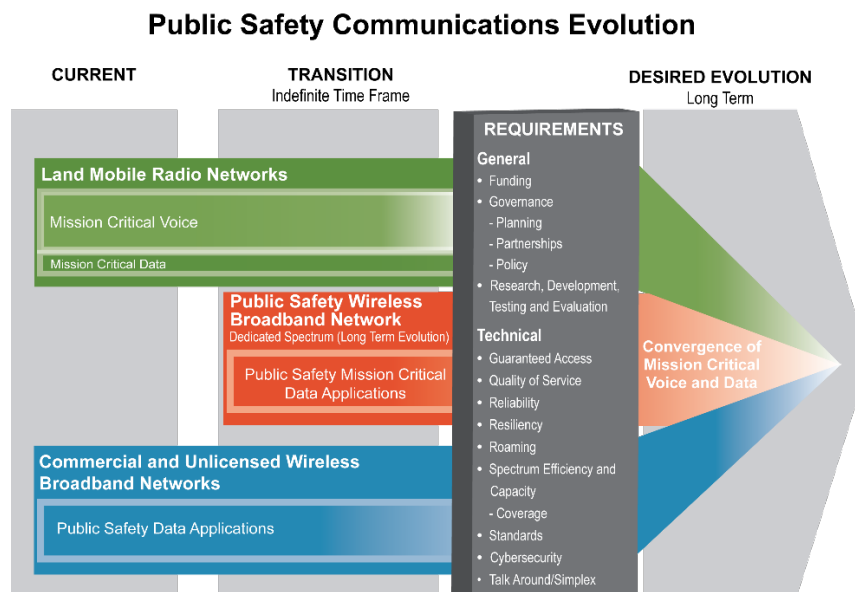 Public Safety Communications Evolution
CURRENT
TRANSITION
Indefinite Time Frame
DESIRED EVOLUTION
Long Term
Land Mobile Radio Networks
Mission Critical Voice
Mission Critical Data
Public Safety Wireless
Broadband Network
Dedicated Spectrum (Long Term Evolution)
Public Safety Mission Critical
Data Applications
Commercial and Unlicensed Wireless
Broadband Networks
Public Safety Data Applications
REQUIREMENTS
General
• Funding
• Governance
- Planning
- Partnerships
- Policy
• Research, Development,
Testing and Evaluation
Technical
• Guaranteed Access
• Quality of Service
• Reliability
• Resiliency
• Roaming
• Spectrum Efficiency and
Capacity
- Coverage
• Standards
• Cybersecurity
• Talk Around/Simplex
Convergence of
Mission Critical
Voice and Data